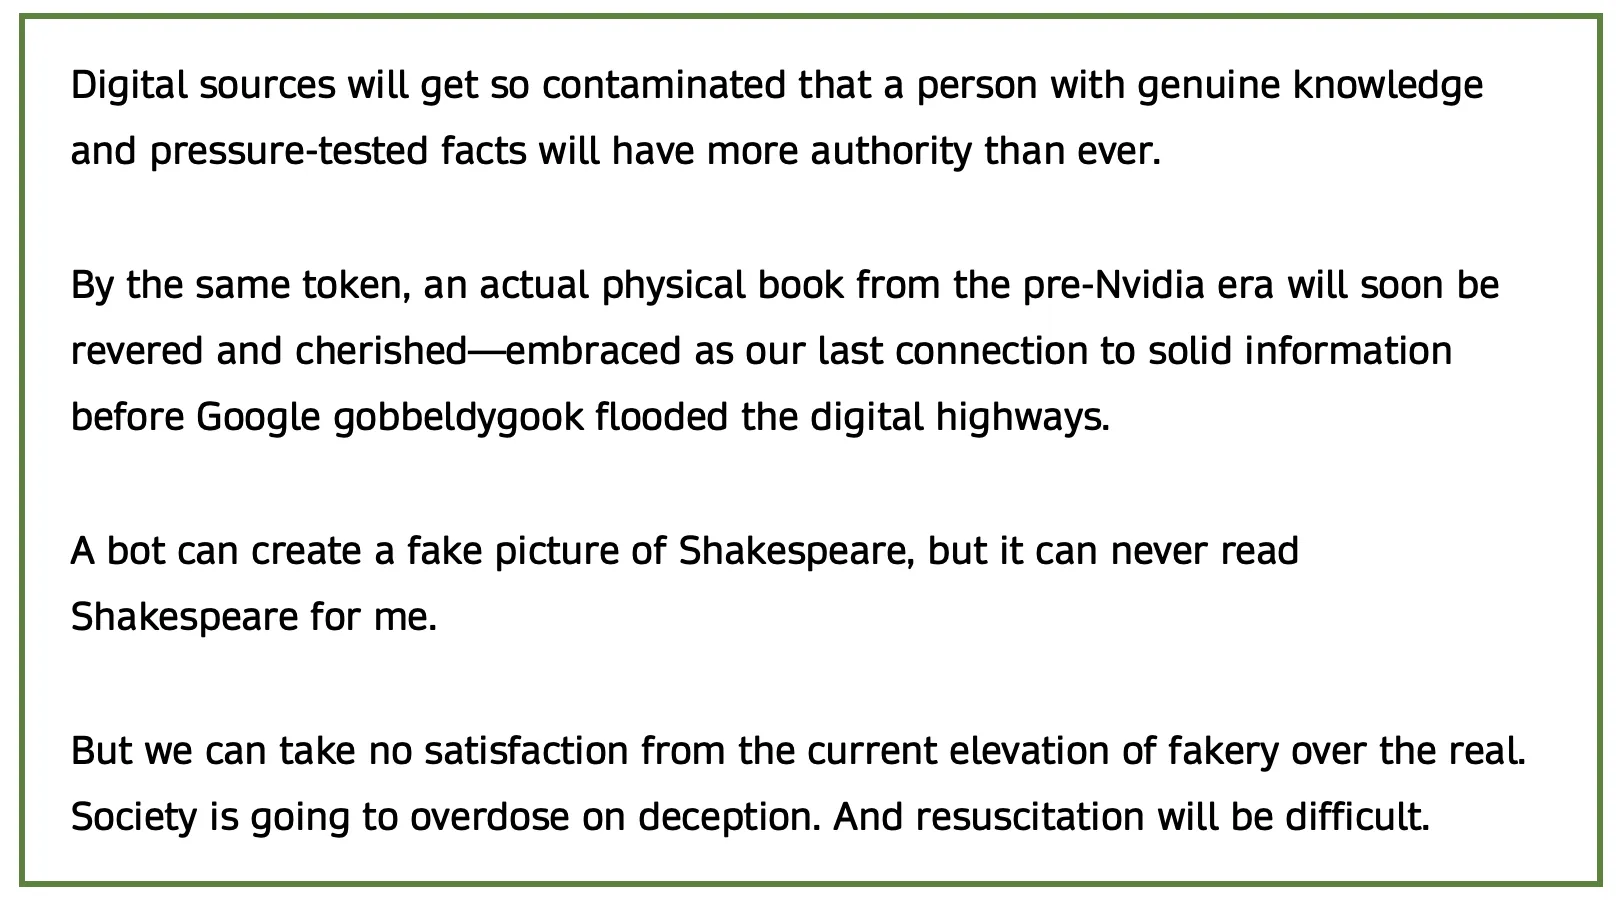 Digital sources will get so contaminated that a person with genuine knowledge
and pressure-tested facts will have more authority than ever.
By the same token, an actual physical book from the pre-Nvidia era will soon be
revered and cherished—embraced as our last connection to solid information
before Google gobbeldygook flooded the digital highways.
A bot can create a fake picture of Shakespeare, but it can never read
Shakespeare for me.
But we can take no satisfaction from the current elevation of fakery over the real.
Society is going to overdose on deception. And resuscitation will be difficult.